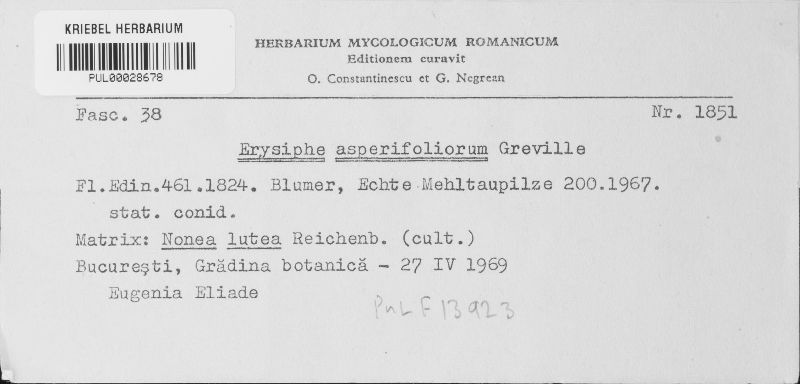 KRIEBEL HERBARIUM
PUL00028678
HERBARIUM MYCOLOGICUM ROMANICUM
Editionem curavit
O. Constantinescu et G. Negrean
Fasc. 38 Nr. 1851
Erysiphe asperifoliorum Greville
Fl.Edin.461.1824. Blumer, Echte Mehltaupilze 200.1967.
stat. conid.
Matrix: Nonea lutea Reichenb. (cult.)
Bucureşti, Grădina botanică - 27 IV 1969
Eugenia Eliade
PuL F 13923